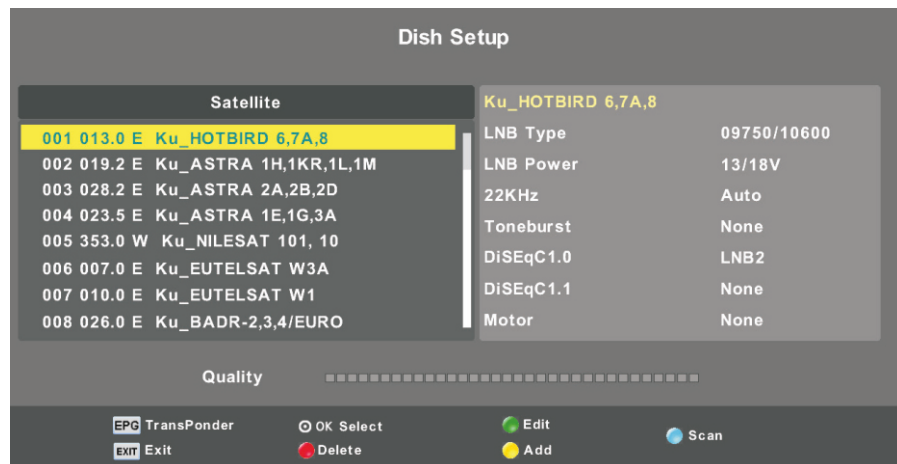 Dish Setup
Satellite
001 013.0 E Ku_HOTBIRD 6,7A,8
002 019.2 E Ku_ASTRA 1H,1KR,1L,1M
003 028.2 E Ku_ASTRA 2A,2B,2D
004 023.5 E Ku_ASTRA 1E,1G,3A
005 353.0 W Ku_NILESAT 101, 10
006 007.0 E Ku_EUTELSAT W3A
007 010.0 E Ku_EUTELSAT W1
008 026.0 E Ku_BADR-2,3,4/EURO
Ku_HOTBIRD 6,7A,8
LNB Type 09750/10600
LNB Power 13/18V
22KHz Auto
Toneburst None
DiSEqC1.0 LNB2
DiSEqC1.1 None
Motor None
Quality
EPG TransPonder OK Select Edit Scan
EXIT Exit Delete Add